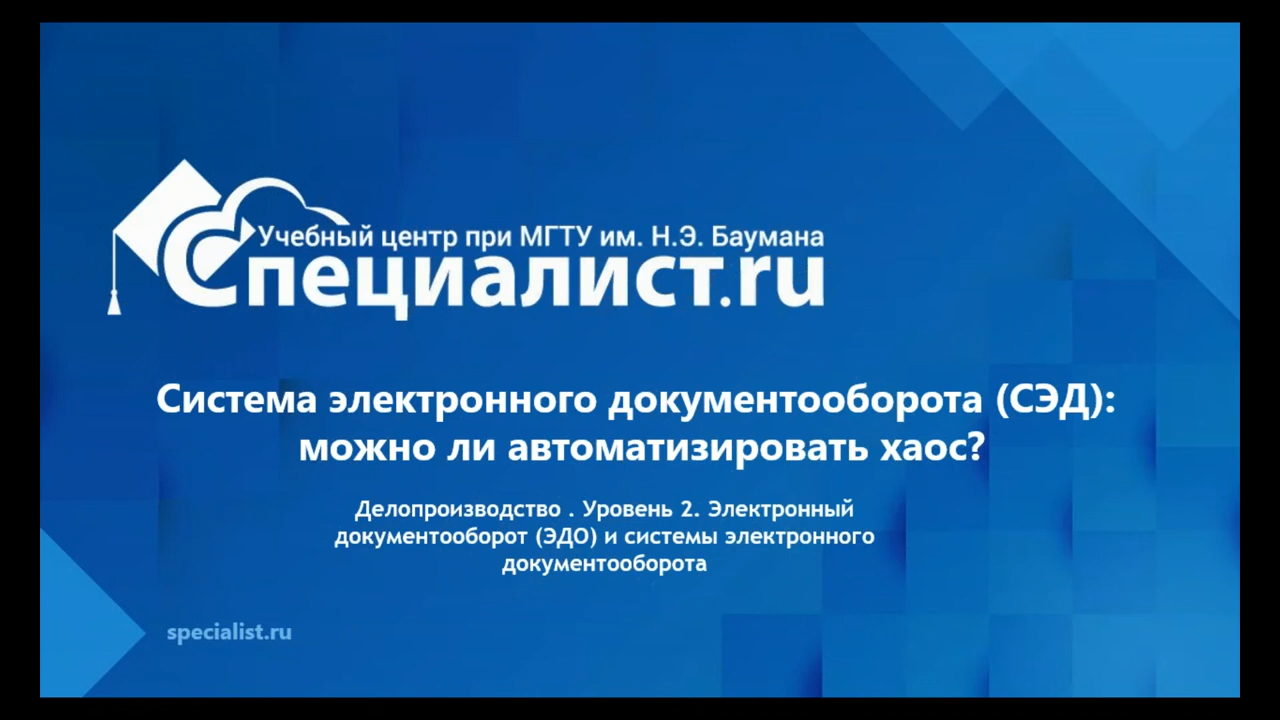 Учебный центр при МГТУ им. Н.Э. Баумана
Специалист.ru
Система электронного документооборота (СЭД):
можно ли автоматизировать хаос?
Делопроизводство . Уровень 2. Электронный
документооборот (ЭДО) и системы электронного
документооборота
specialist.ru